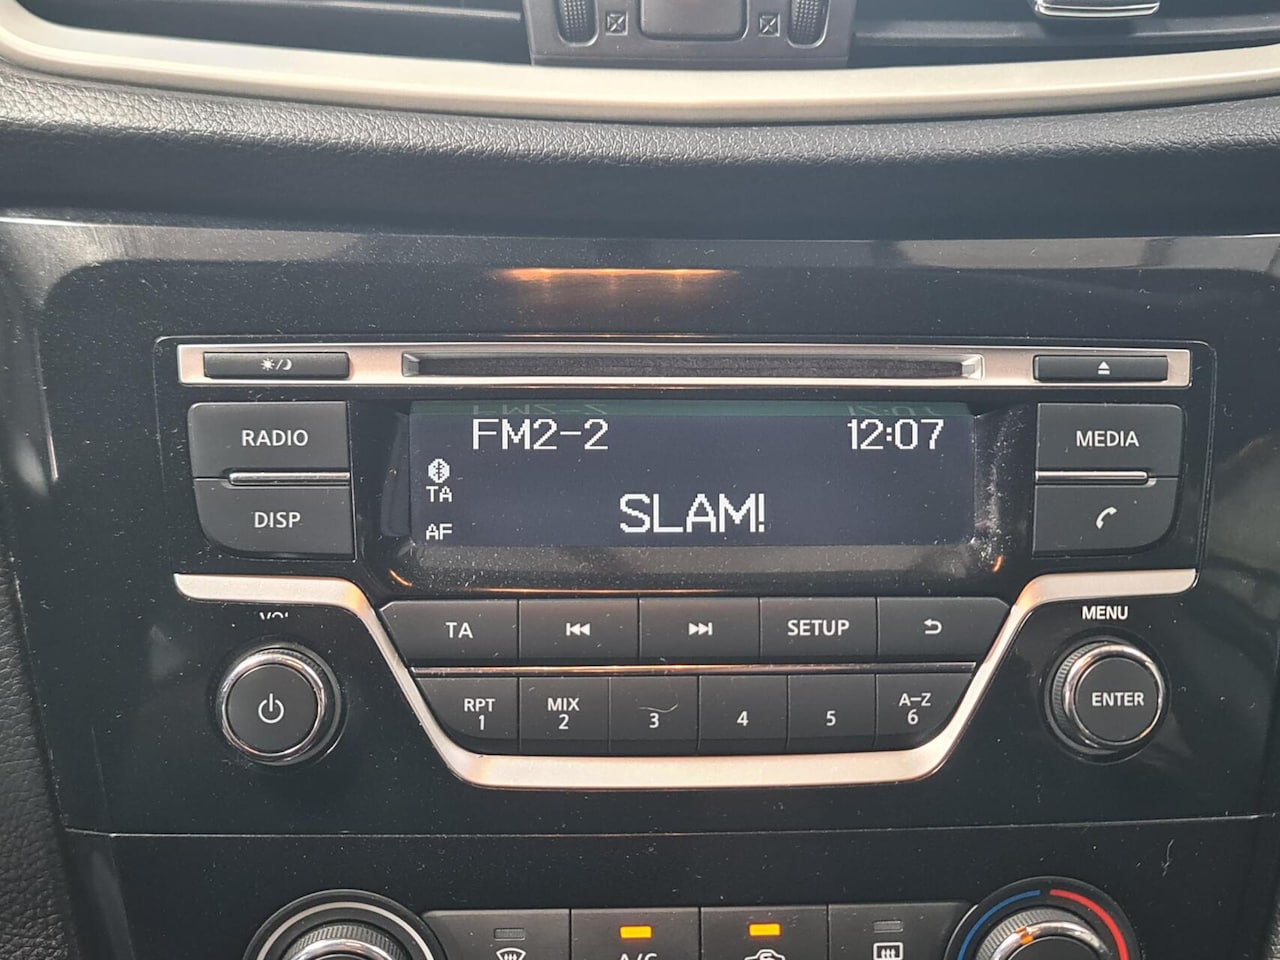 FM2-2 12:07
TA
AF
SLAM!
RADIO
DISP
MEDIA
VOL
TA
SETUP
MENU
RPT
1
MIX
2
3
4
5
A-Z
6
ENTER
A/C